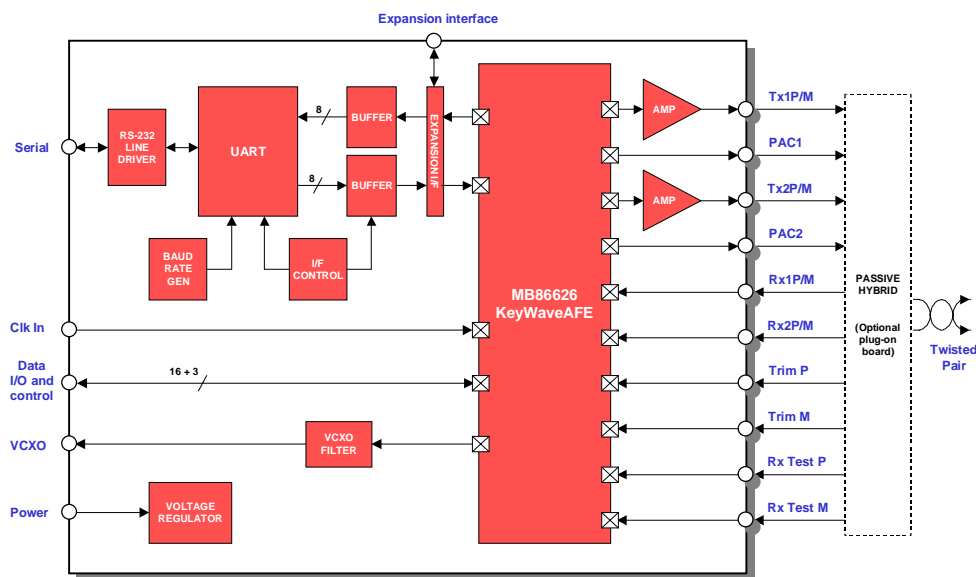 Expansion interface
Serial
RS-232
LINE
DRIVER
UART
8
BUFFER
8
BUFFER
EXPANSION I/F
BAUD
RATE
GEN
I/F
CONTROL
MB86626
KeyWaveAFE
AMP
AMP
Tx1P/M
PAC1
Tx2P/M
PAC2
Rx1P/M
Rx2P/M
Trim P
Trim M
Rx Test P
Rx Test M
PASSIVE
HYBRID
(Optional
plug-on
board)
Twisted
Pair
Clk In
Data
I/O and
control
16 + 3
VCXO
VCXO
FILTER
Power
VOLTAGE
REGULATOR